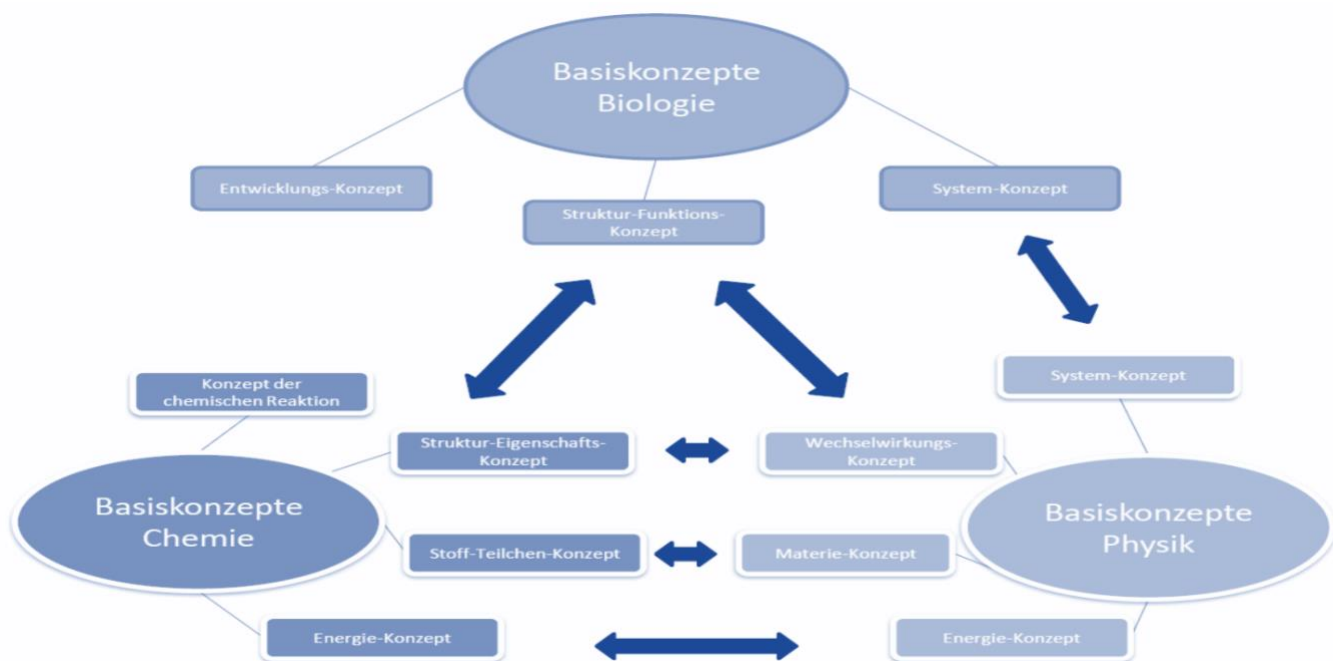 Basiskonzepte
Biologie
Entwicklungs-Konzept
Struktur-Funktions-
Konzept
System-Konzept
Konzept der
chemischen Reaktion
System-Konzept
Struktur-Eigenschafts-
Konzept
Wechselwirkungs-
Konzept
Basiskonzepte
Chemie
Basiskonzepte
Physik
Stoff-Teilchen-Konzept
Materie-Konzept
Energie-Konzept
Energie-Konzept